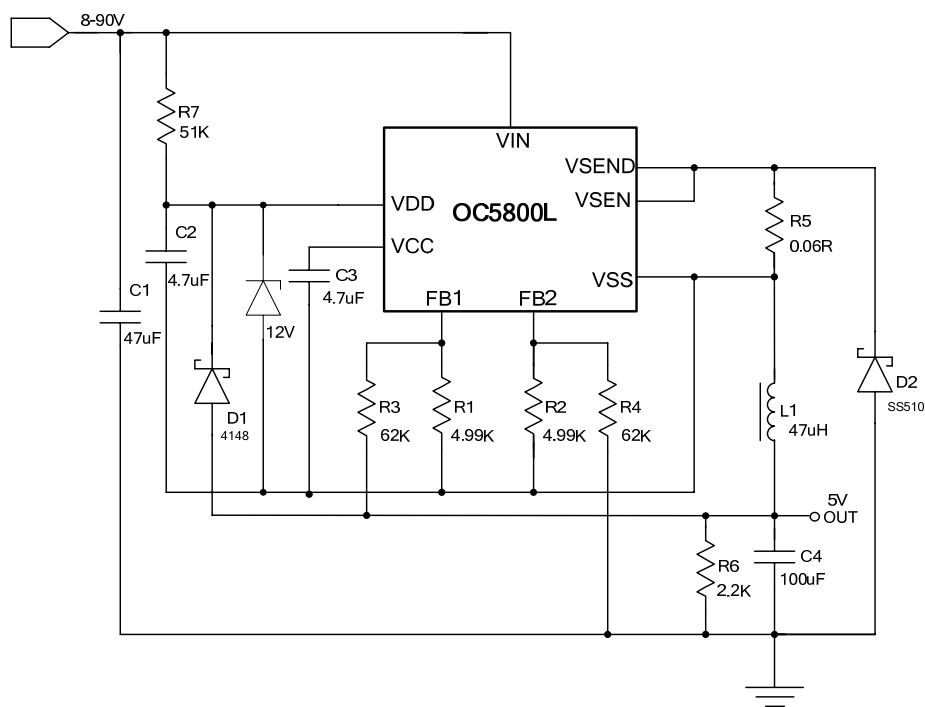 8-90V
R7
51K
VIN
VSEND
VSEN
VDD
OC5800L
VCC
VSS
FB1
FB2
R5
0.06R
C2
4.7uF
C3
4.7uF
C1
47uF
12V
D1
4148
R3
62K
R1
4.99K
R2
4.99K
R4
62K
L1
47uH
D2
SS510
5V
OUT
R6
2.2K
C4
100uF